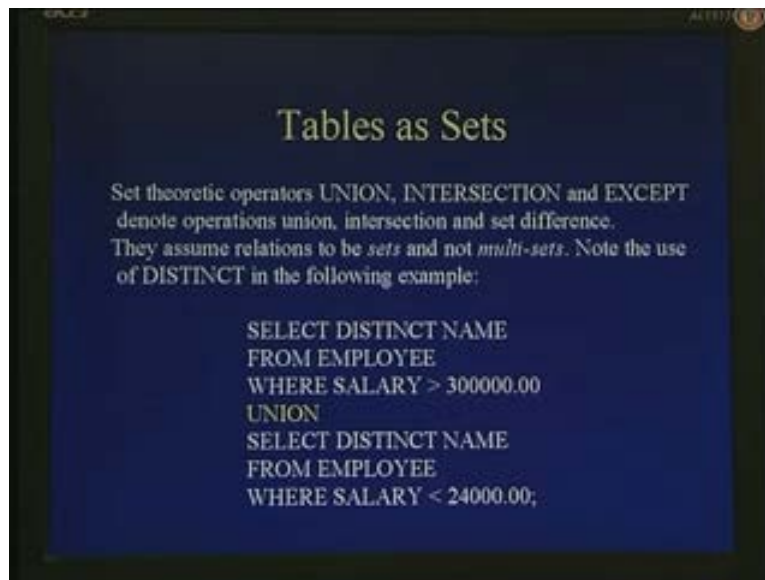 Tables as Sets
Set theoretic operators UNION, INTERSECTION and EXCEPT
denote operations union, intersection and set difference.
They assume relations to be sets and not multi-sets. Note the use
of DISTINCT in the following example:
SELECT DISTINCT NAME
FROM EMPLOYEE
WHERE SALARY > 300000.00
UNION
SELECT DISTINCT NAME
FROM EMPLOYEE
WHERE SALARY < 24000.00;